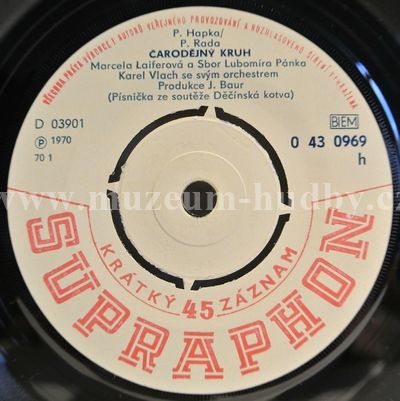 VŠECHNA PRÁVA VÝROBCE I AUTORŮ VEŘEJNÉHO PROVOZOVÁNÍ A ROZHLASOVÉHO ŠÍŘENÍ VYHRAŽENA
P. Hapka/
P. Rada
ČARODĚJNÝ KRUH
Marcela Laiferová a Sbor Lubomíra Pánka
Karel Vlach se svým orchestrem
Produkce J. Baur
(Písnička ze soutěže Děčínská kotva)
D 03901
BIEM
Ⓟ 1970
0 43 0969
70 1
h
www.muzeum-hudby.cz
KRÁTKÝ 45 ZÁZNAM
SUPRAPHON